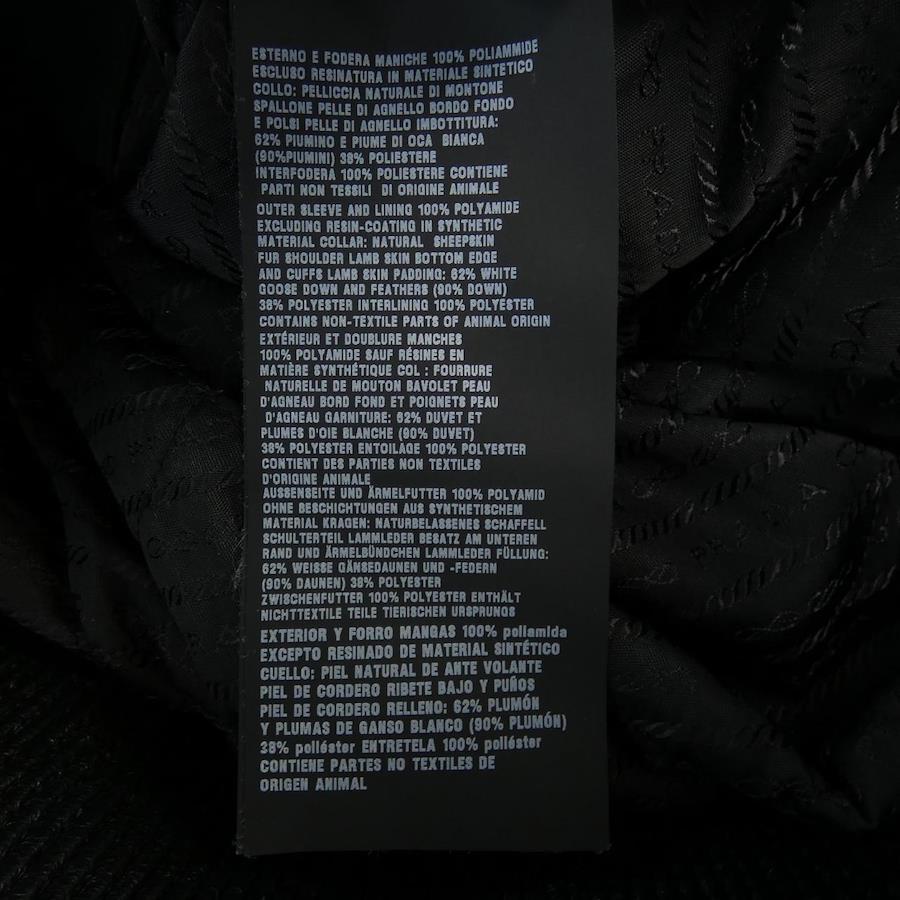 ESTERNO E FODERA MANICHE 100% POLIAMMIDE
ESCLUSO RESINATURA IN MATERIALE SINTETICO
COLLO: PELLICCIA NATURALE DI MONTONE
SPALLONE PELLE DI AGNELLO BORDO FONDO
E POLSI PELLE DI AGNELLO IMBOTTITURA:
62% PIUMINO E PIUME DI OCA BIANCA
(90%PIUMINI) 38% POLIESTERE
INTERFODERA 100% POLIESTERE CONTIENE
PARTI NON TESSILI DI ORIGINE ANIMALE
OUTER SLEEVE AND LINING 100% POLYAMIDE
EXCLUDING RESIN-COATING IN SYNTHETIC
MATERIAL COLLAR: NATURAL SHEEPSKIN
FUR SHOULDER LAMB SKIN BOTTOM EDGE
AND CUFFS LAMB SKIN PADDING: 62% WHITE
GOOSE DOWN AND FEATHERS (90% DOWN)
38% POLYESTER INTERLINING 100% POLYESTER
CONTAINS NON-TEXTILE PARTS OF ANIMAL ORIGIN
EXTÉRIEUR ET DOUBLURE MANCHES
100% POLYAMIDE SAUF RÉSINES EN
MATIÈRE SYNTHÉTIQUE COL : FOURRURE
NATURELLE DE MOUTON BAVOLET PEAU
D'AGNEAU BORD FOND ET POIGNETS PEAU
D'AGNEAU GARNITURE: 62% DUVET ET
PLUMES D'OIE BLANCHE (90% DUVET)
38% POLYESTER ENTOILAGE 100% POLYESTER
CONTIENT DES PARTIES NON TEXTILES
D'ORIGINE ANIMALE
AUSSENSEITE UND ÄRMELFUTTER 100% POLYAMID
OHNE BESCHICHTUNGEN AUS SYNTHETISCHEM
MATERIAL KRAGEN: NATURBELASSENES SCHAFFELL
SCHULTERTEIL LAMMLEDER BESATZ AM UNTEREN
RAND UND ÄRMELBÜNDCHEN LAMMLEDER FÜLLUNG:
62% WEISSE GÄNSEDAUNEN UND -FEDERN
(90% DAUNEN) 38% POLYESTER
ZWISCHENFUTTER 100% POLYESTER ENTHÄLT
NICHTTEXTILE TEILE TIERISCHEN URSPRUNGS
EXTERIOR Y FORRO MANGAS 100% poliamida
EXCEPTO RESINADO DE MATERIAL SINTÉTICO
CUELLO: PIEL NATURAL DE ANTE VOLANTE
PIEL DE CORDERO RIBETE BAJO Y PUÑOS
PIEL DE CORDERO RELLENO: 62% PLUMÓN
Y PLUMAS DE GANSO BLANCO (90% PLUMÓN)
38% poliéster ENTRETELA 100% poliéster
CONTIENE PARTES NO TEXTILES DE
ORIGEN ANIMAL
PRADA